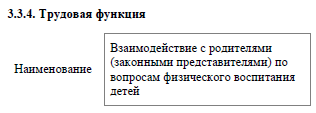 3.3.4. Трудовая функция
Взаимодействие с родителями
(законными представителями) по
Наименование
вопросам физического воспитания
детей